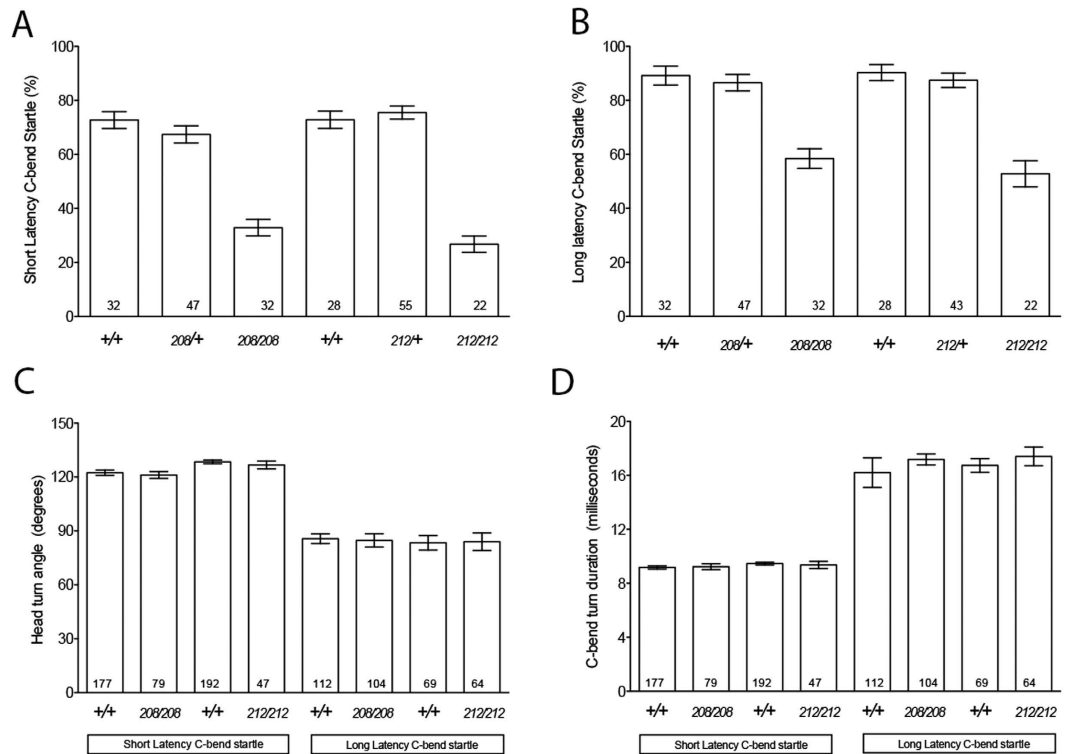 A
Short Latency C-bend Startle (%)
100
80
60
40
20
0
32 47 32 28 55 22
+/+ 208/+ 208/208 +/+ 212/+ 212/212
B
Long latency C-bend Startle (%)
100
80
60
40
20
0
32 47 32 28 43 22
+/+ 208/+ 208/208 +/+ 212/+ 212/212
C
Head turn angle (degrees)
150
120
90
60
30
0
177 79 192 47 112 104 69 64
+/+ 208/208 +/+ 212/212 +/+ 208/208 +/+ 212/212
Short Latency C-bend startle Long Latency C-bend startle
D
C-bend turn duration (milliseconds)
20
16
12
8
4
0
177 79 192 47 112 104 69 64
+/+ 208/208 +/+ 212/212 +/+ 208/208 +/+ 212/212
Short Latency C-bend startle Long Latency C-bend startle